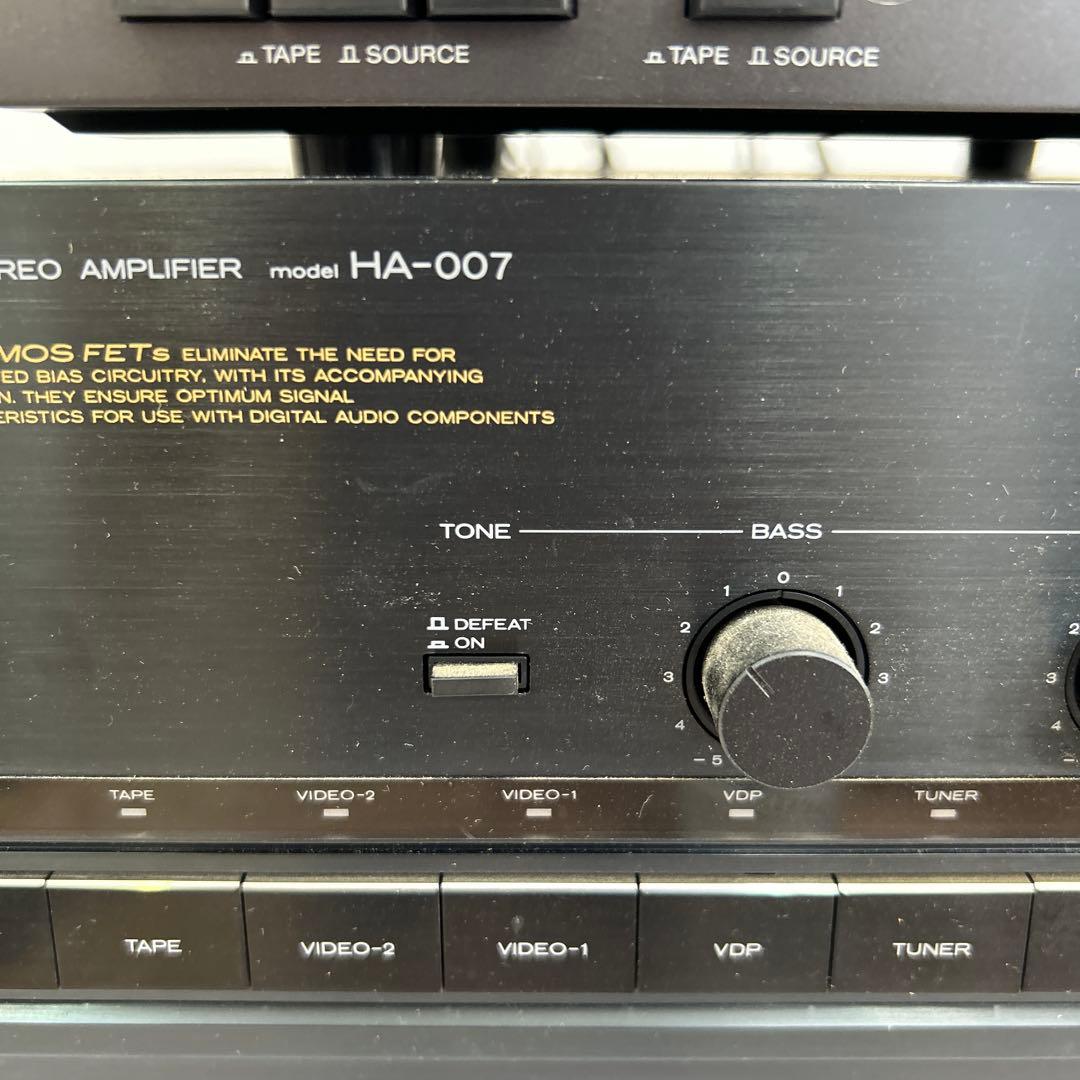 TAPE SOURCE TAPE SOURCE
REO AMPLIFIER model HA-007
MOS FETs ELIMINATE THE NEED FOR
ED BIAS CIRCUITRY, WITH ITS ACCOMPANYING
N. THEY ENSURE OPTIMUM SIGNAL
ERISTICS FOR USE WITH DIGITAL AUDIO COMPONENTS
TONE BASS
0
1 1
DEFEAT
2 2 2
ON
3 3 3
4 4
-5 -
TAPE VIDEO-2 VIDEO-1 VDP TUNER
TAPE VIDEO-2 VIDEO-1 VDP TUNER